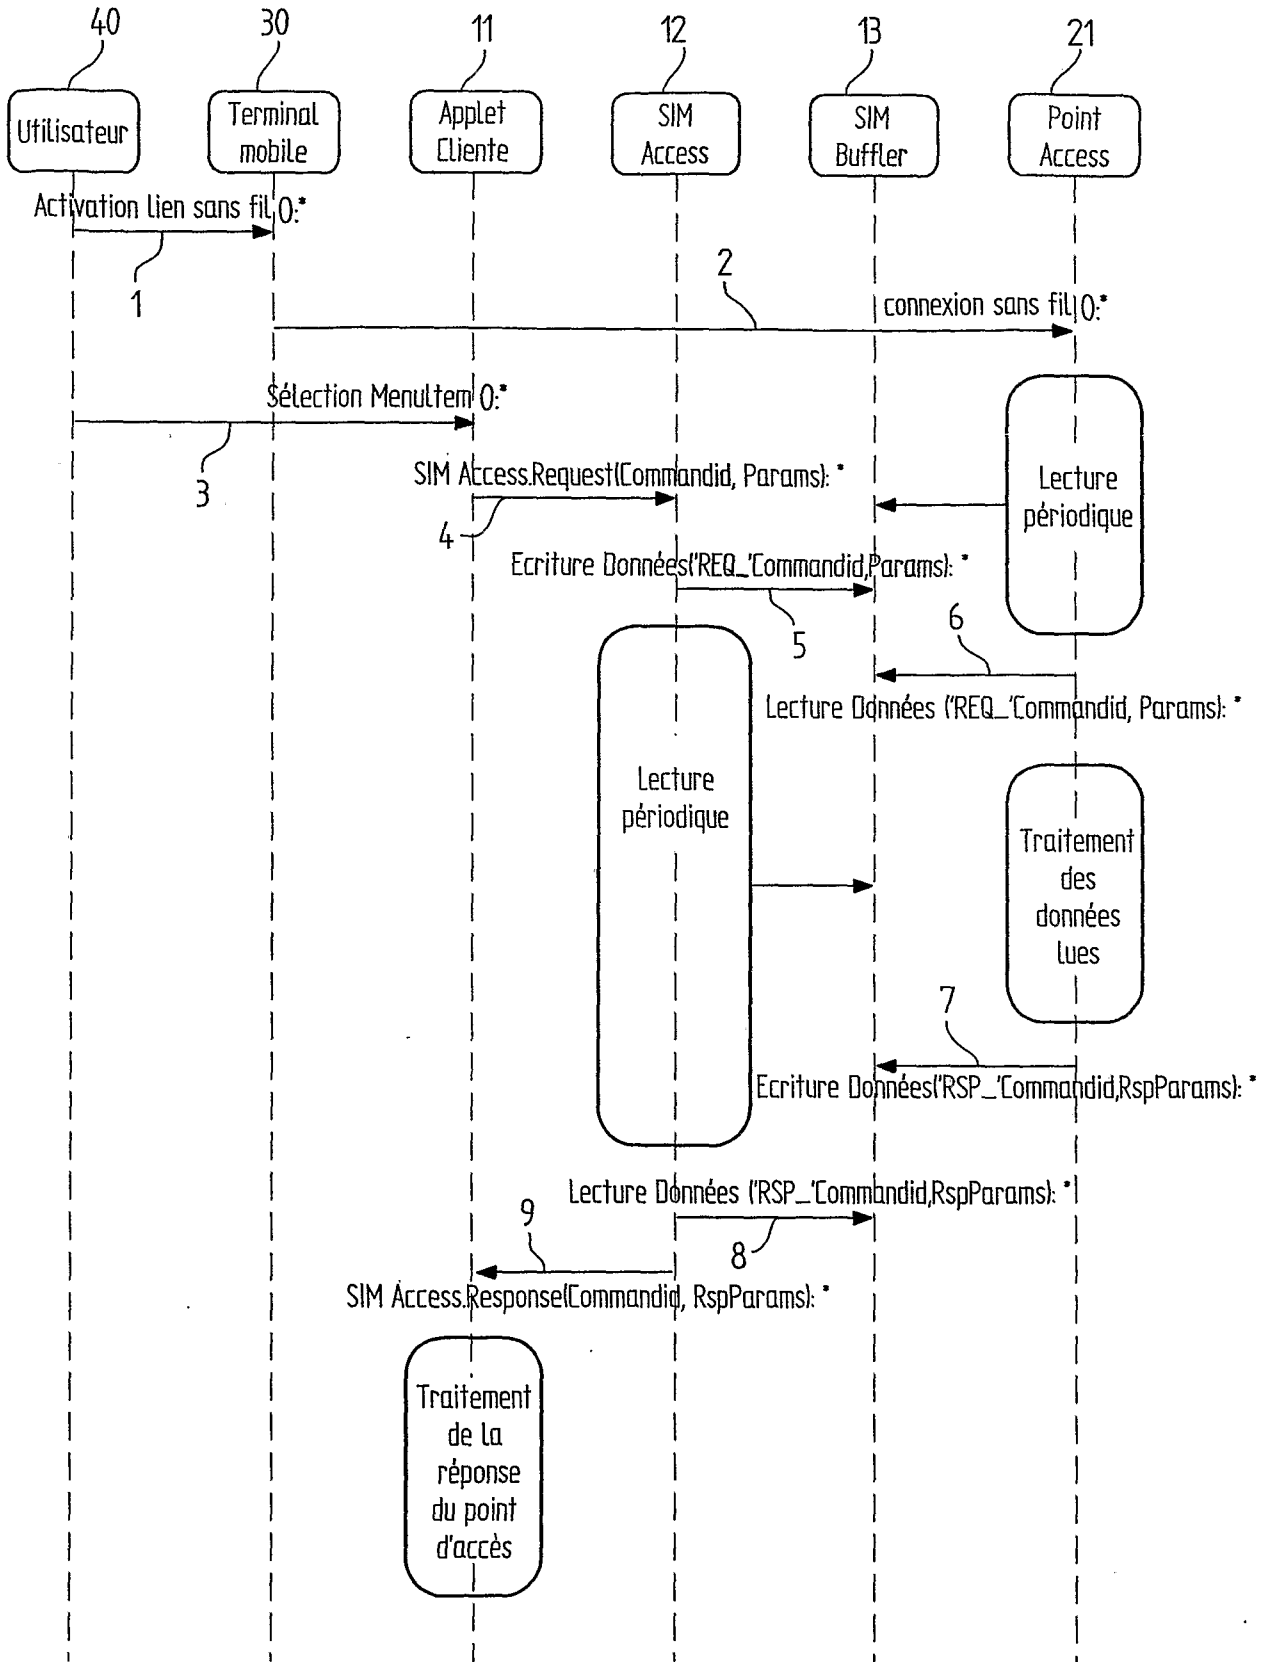 40 30 11 12 13 21
Utilisateur
Terminal
mobile
Applet
Cliente
SIM
Access
SIM
Buffler
Point
Access
Activation lien sans fil ():*
1
2
connexion sans fil ():*
Sélection MenuItem ():*
3
SIM Access.Request(Commandid, Params): *
4
Lecture
périodique
Ecriture Données('REQ_'Commandid,Params): *
5
6
Lecture Données ('REQ_'Commandid, Params): *
Lecture
périodique
Traitement
des
données
lues
7
Ecriture Données('RSP_'Commandid,RspParams): *
Lecture Données ('RSP_'Commandid,RspParams): *
8
9
SIM Access.Response(Commandid, RspParams): *
Traitement
de la
réponse
du point
d'accès